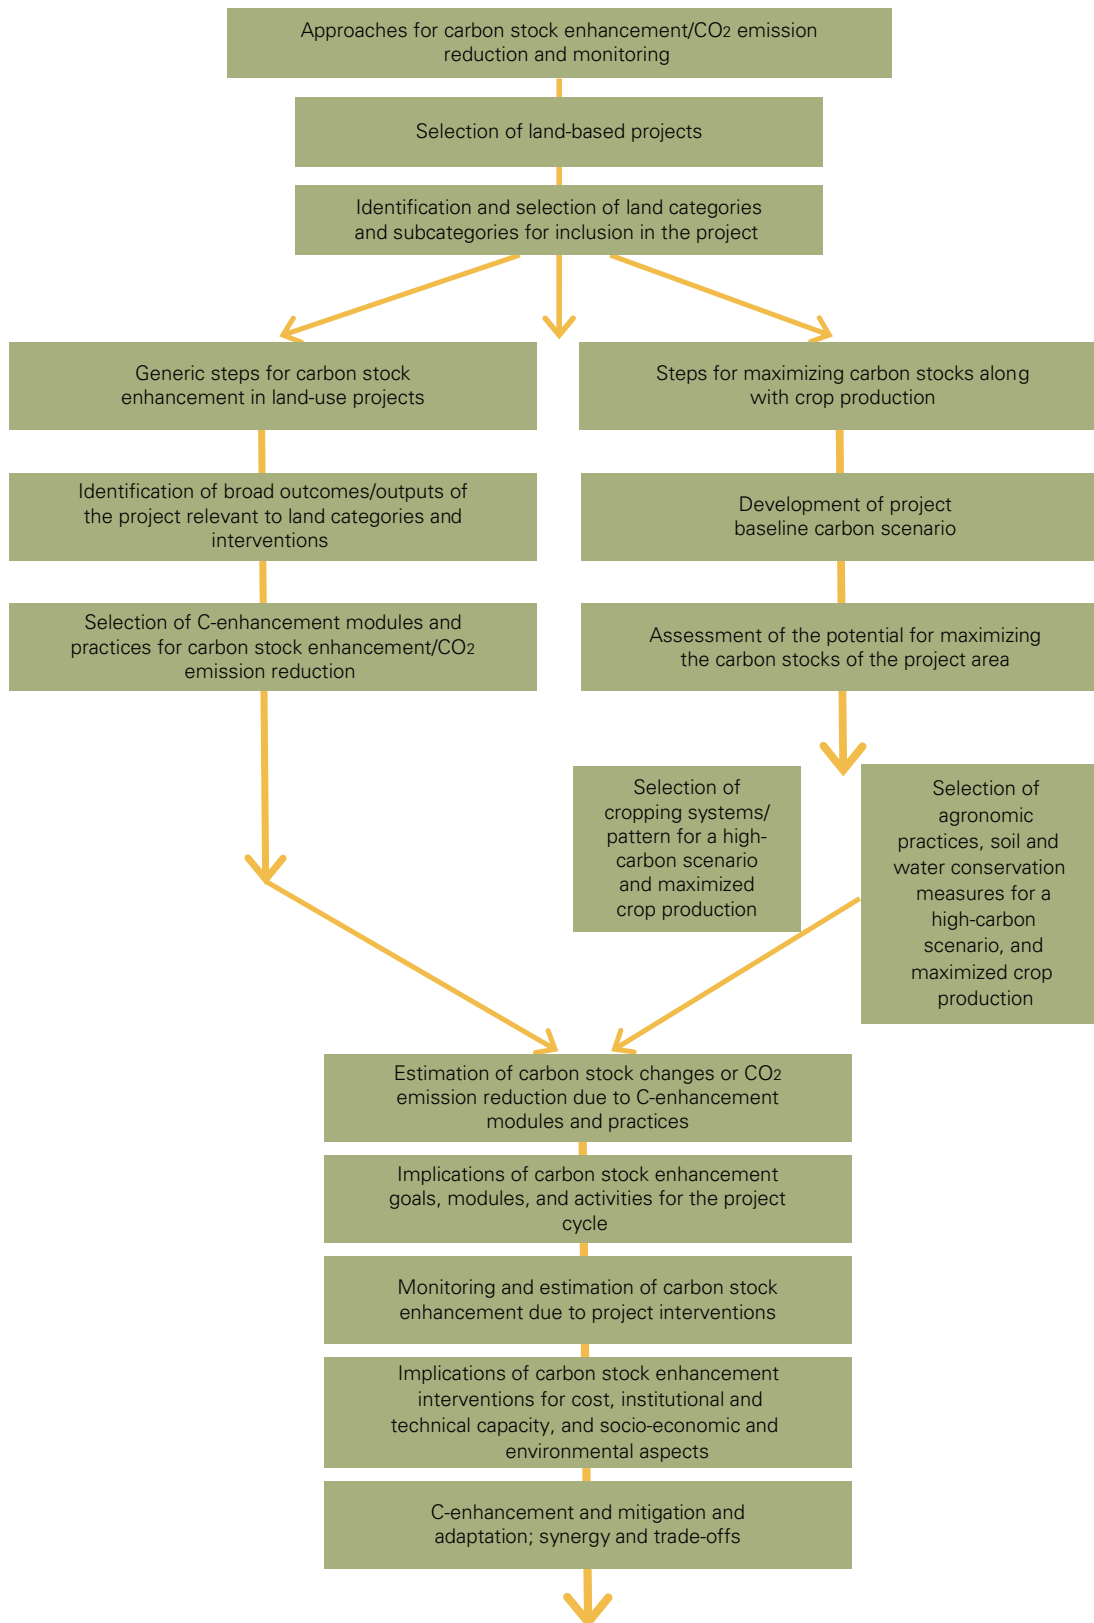 Approaches for carbon stock enhancement/CO2 emission
reduction and monitoring
Selection of land-based projects
Identification and selection of land categories
and subcategories for inclusion in the project
Generic steps for carbon stock
enhancement in land-use projects
Identification of broad outcomes/outputs of
the project relevant to land categories and
interventions
Selection of C-enhancement modules and
practices for carbon stock enhancement/CO2
emission reduction
Steps for maximizing carbon stocks along
with crop production
Development of project
baseline carbon scenario
Assessment of the potential for maximizing
the carbon stocks of the project area
Selection of
cropping systems/
pattern for a high-
carbon scenario
and maximized
crop production
Selection of
agronomic
practices, soil and
water conservation
measures for a
high-carbon
scenario, and
maximized crop
production
Estimation of carbon stock changes or CO2
emission reduction due to C-enhancement
modules and practices
Implications of carbon stock enhancement
goals, modules, and activities for the project
cycle
Monitoring and estimation of carbon stock
enhancement due to project interventions
Implications of carbon stock enhancement
interventions for cost, institutional and
technical capacity, and socio-economic and
environmental aspects
C-enhancement and mitigation and
adaptation; synergy and trade-offs